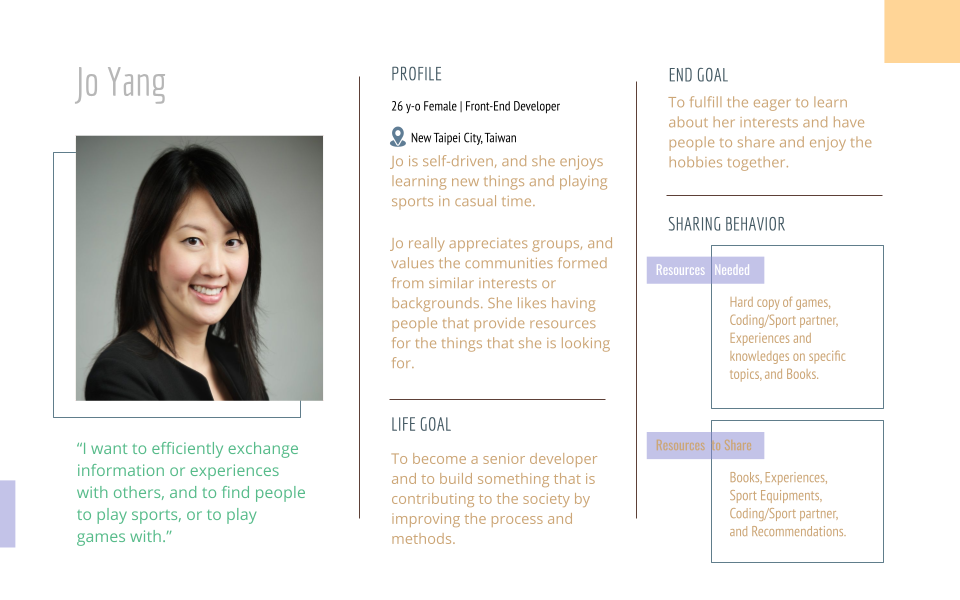 Jo Yang
“I want to efficiently exchange
information or experiences
with others, and to find people
to play sports, or to play
games with.”
PROFILE
26 y-o Female | Front-End Developer
New Taipei City, Taiwan
Jo is self-driven, and she enjoys
learning new things and playing
sports in casual time.
Jo really appreciates groups, and
values the communities formed
from similar interests or
backgrounds. She likes having
people that provide resources
for the things that she is looking
for.
LIFE GOAL
To become a senior developer
and to build something that is
contributing to the society by
improving the process and
methods.
END GOAL
To fulfill the eager to learn
about her interests and have
people to share and enjoy the
hobbies together.
SHARING BEHAVIOR
Resources Needed
Hard copy of games,
Coding/Sport partner,
Experiences and
knowledges on specific
topics, and Books.
Resources to Share
Books, Experiences,
Sport Equipments,
Coding/Sport partner,
and Recommendations.